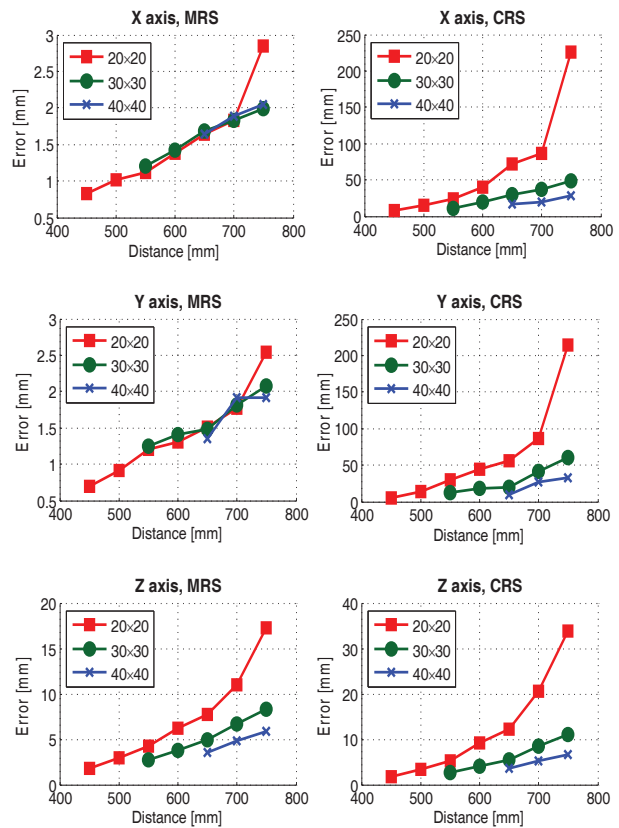 X axis, MRS
3
2.5
2
1.5
1
0.5
Error [mm]
20×20
30×30
40×40
400 500 600 700 800
Distance [mm]
X axis, CRS
250
200
150
100
50
0
Error [mm]
20×20
30×30
40×40
400 500 600 700 800
Distance [mm]
Y axis, MRS
3
2.5
2
1.5
1
0.5
Error [mm]
20×20
30×30
40×40
400 500 600 700 800
Distance [mm]
Y axis, CRS
250
200
150
100
50
0
Error [mm]
20×20
30×30
40×40
400 500 600 700 800
Distance [mm]
Z axis, MRS
20
15
10
5
0
Error [mm]
20×20
30×30
40×40
400 500 600 700 800
Distance [mm]
Z axis, CRS
40
30
20
10
0
Error [mm]
20×20
30×30
40×40
400 500 600 700 800
Distance [mm]